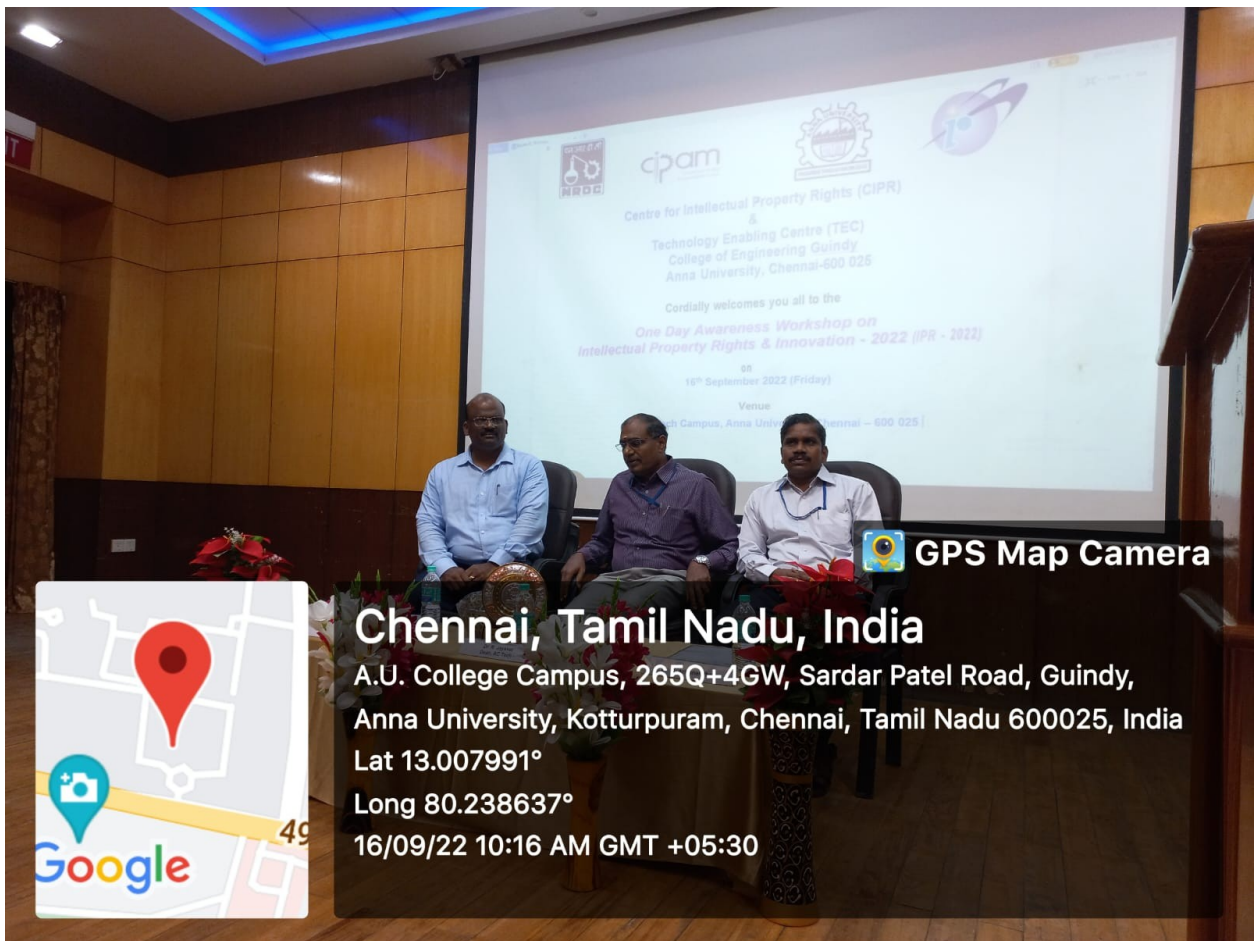 T
NRDC
cipam
Centre for Intellectual Property Rights (CIPR)
&
Technology Enabling Centre (TEC)
College of Engineering Guindy
Anna University, Chennai-600 025
Cordially welcomes you all to the
One Day Awareness Workshop on
Intellectual Property Rights & Innovation - 2022 (IPR - 2022)
on
16th September 2022 (Friday)
Venue
Campus, Anna Chennai – 600 025
GPS Map Camera
Chennai, Tamil Nadu, India
A.U. College Campus, 265Q+4GW, Sardar Patel Road, Guindy,
Anna University, Kotturpuram, Chennai, Tamil Nadu 600025, India
Lat 13.007991°
Long 80.238637°
16/09/22 10:16 AM GMT +05:30
49
Google